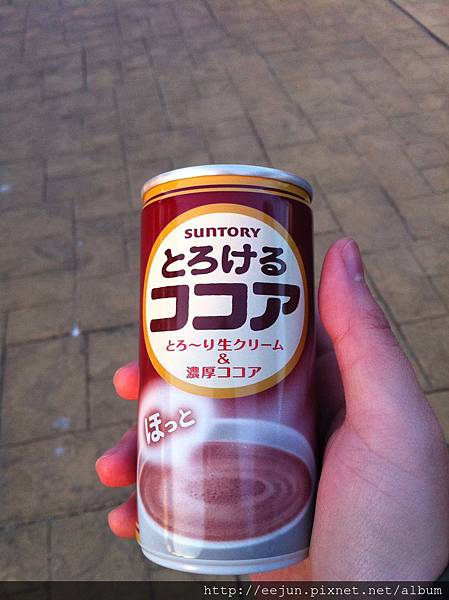 SUNTORY
とろける
ココア
とろ〜り生クリーム
&
濃厚ココア
ほっと
http://eejun.pixnet.net/album